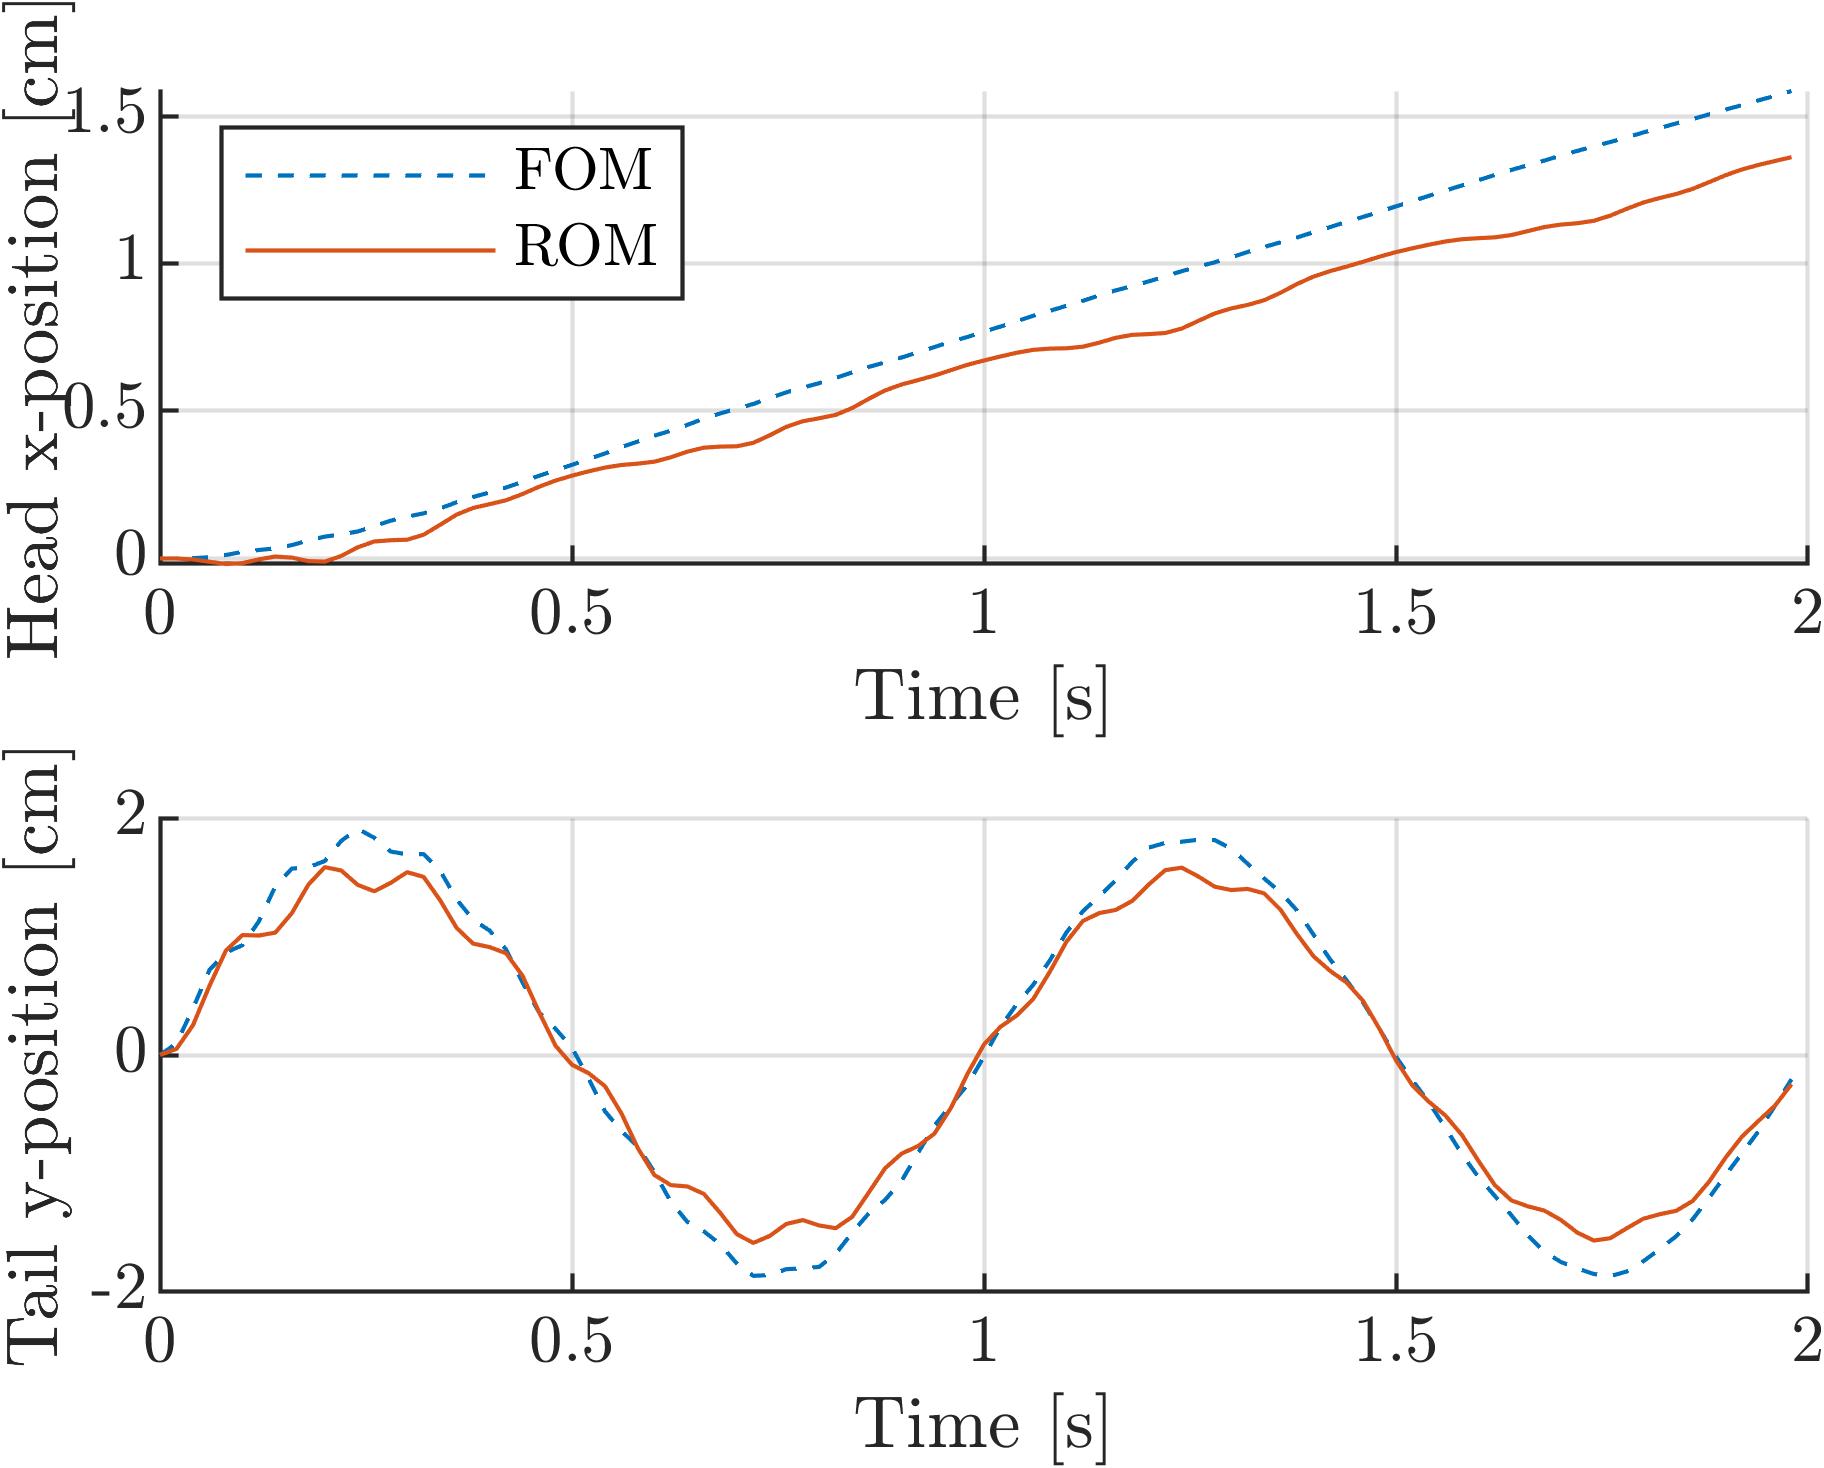 Head x-position [cm]
1.5
1
0.5
0
FOM
ROM
0 0.5 1 1.5 2
Time [s]
Tail y-position [cm]
2
0
-2
0 0.5 1 1.5 2
Time [s]